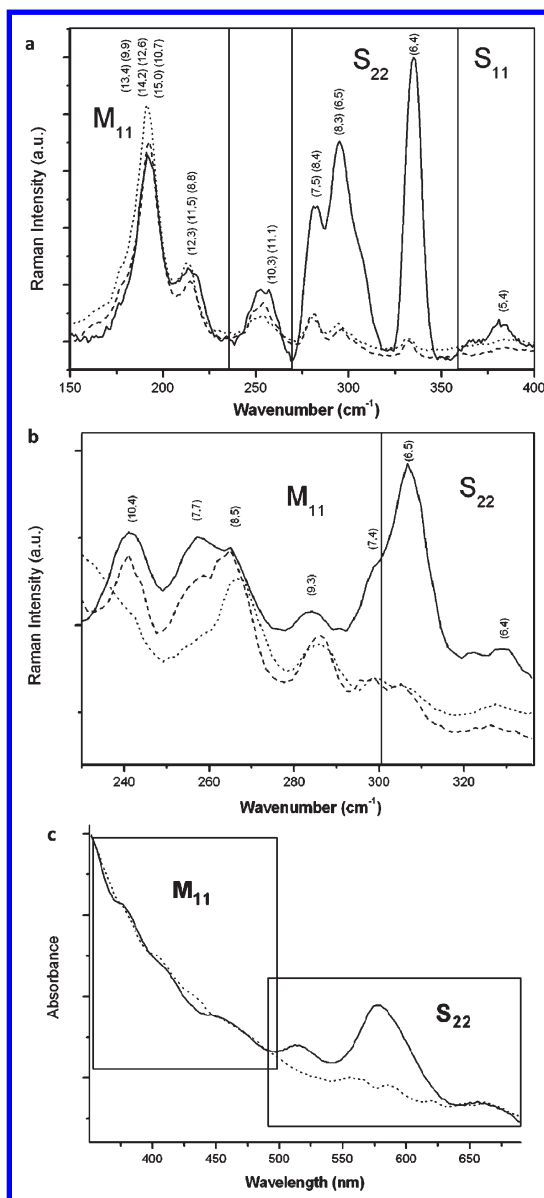 a
(13,4) (9,9)
(14,2) (12,6)
(15,0) (10,7)
M11
(12,3) (11,5) (8,8)
(10,3) (11,1)
(7,5) (8,4)
(8,3) (6,5)
S22
(6,4)
S11
(5,4)
Raman Intensity (a.u.)
150 200 250 300 350 400
Wavenumber (cm-1)
b
(10,4)
(7,7)
(8,5)
M11
(9,3)
(7,4)
(6,5)
S22
(6,4)
Raman Intensity (a.u.)
240 260 280 300 320
Wavenumber (cm-1)
c
M11
S22
Absorbance
400 450 500 550 600 650
Wavelength (nm)